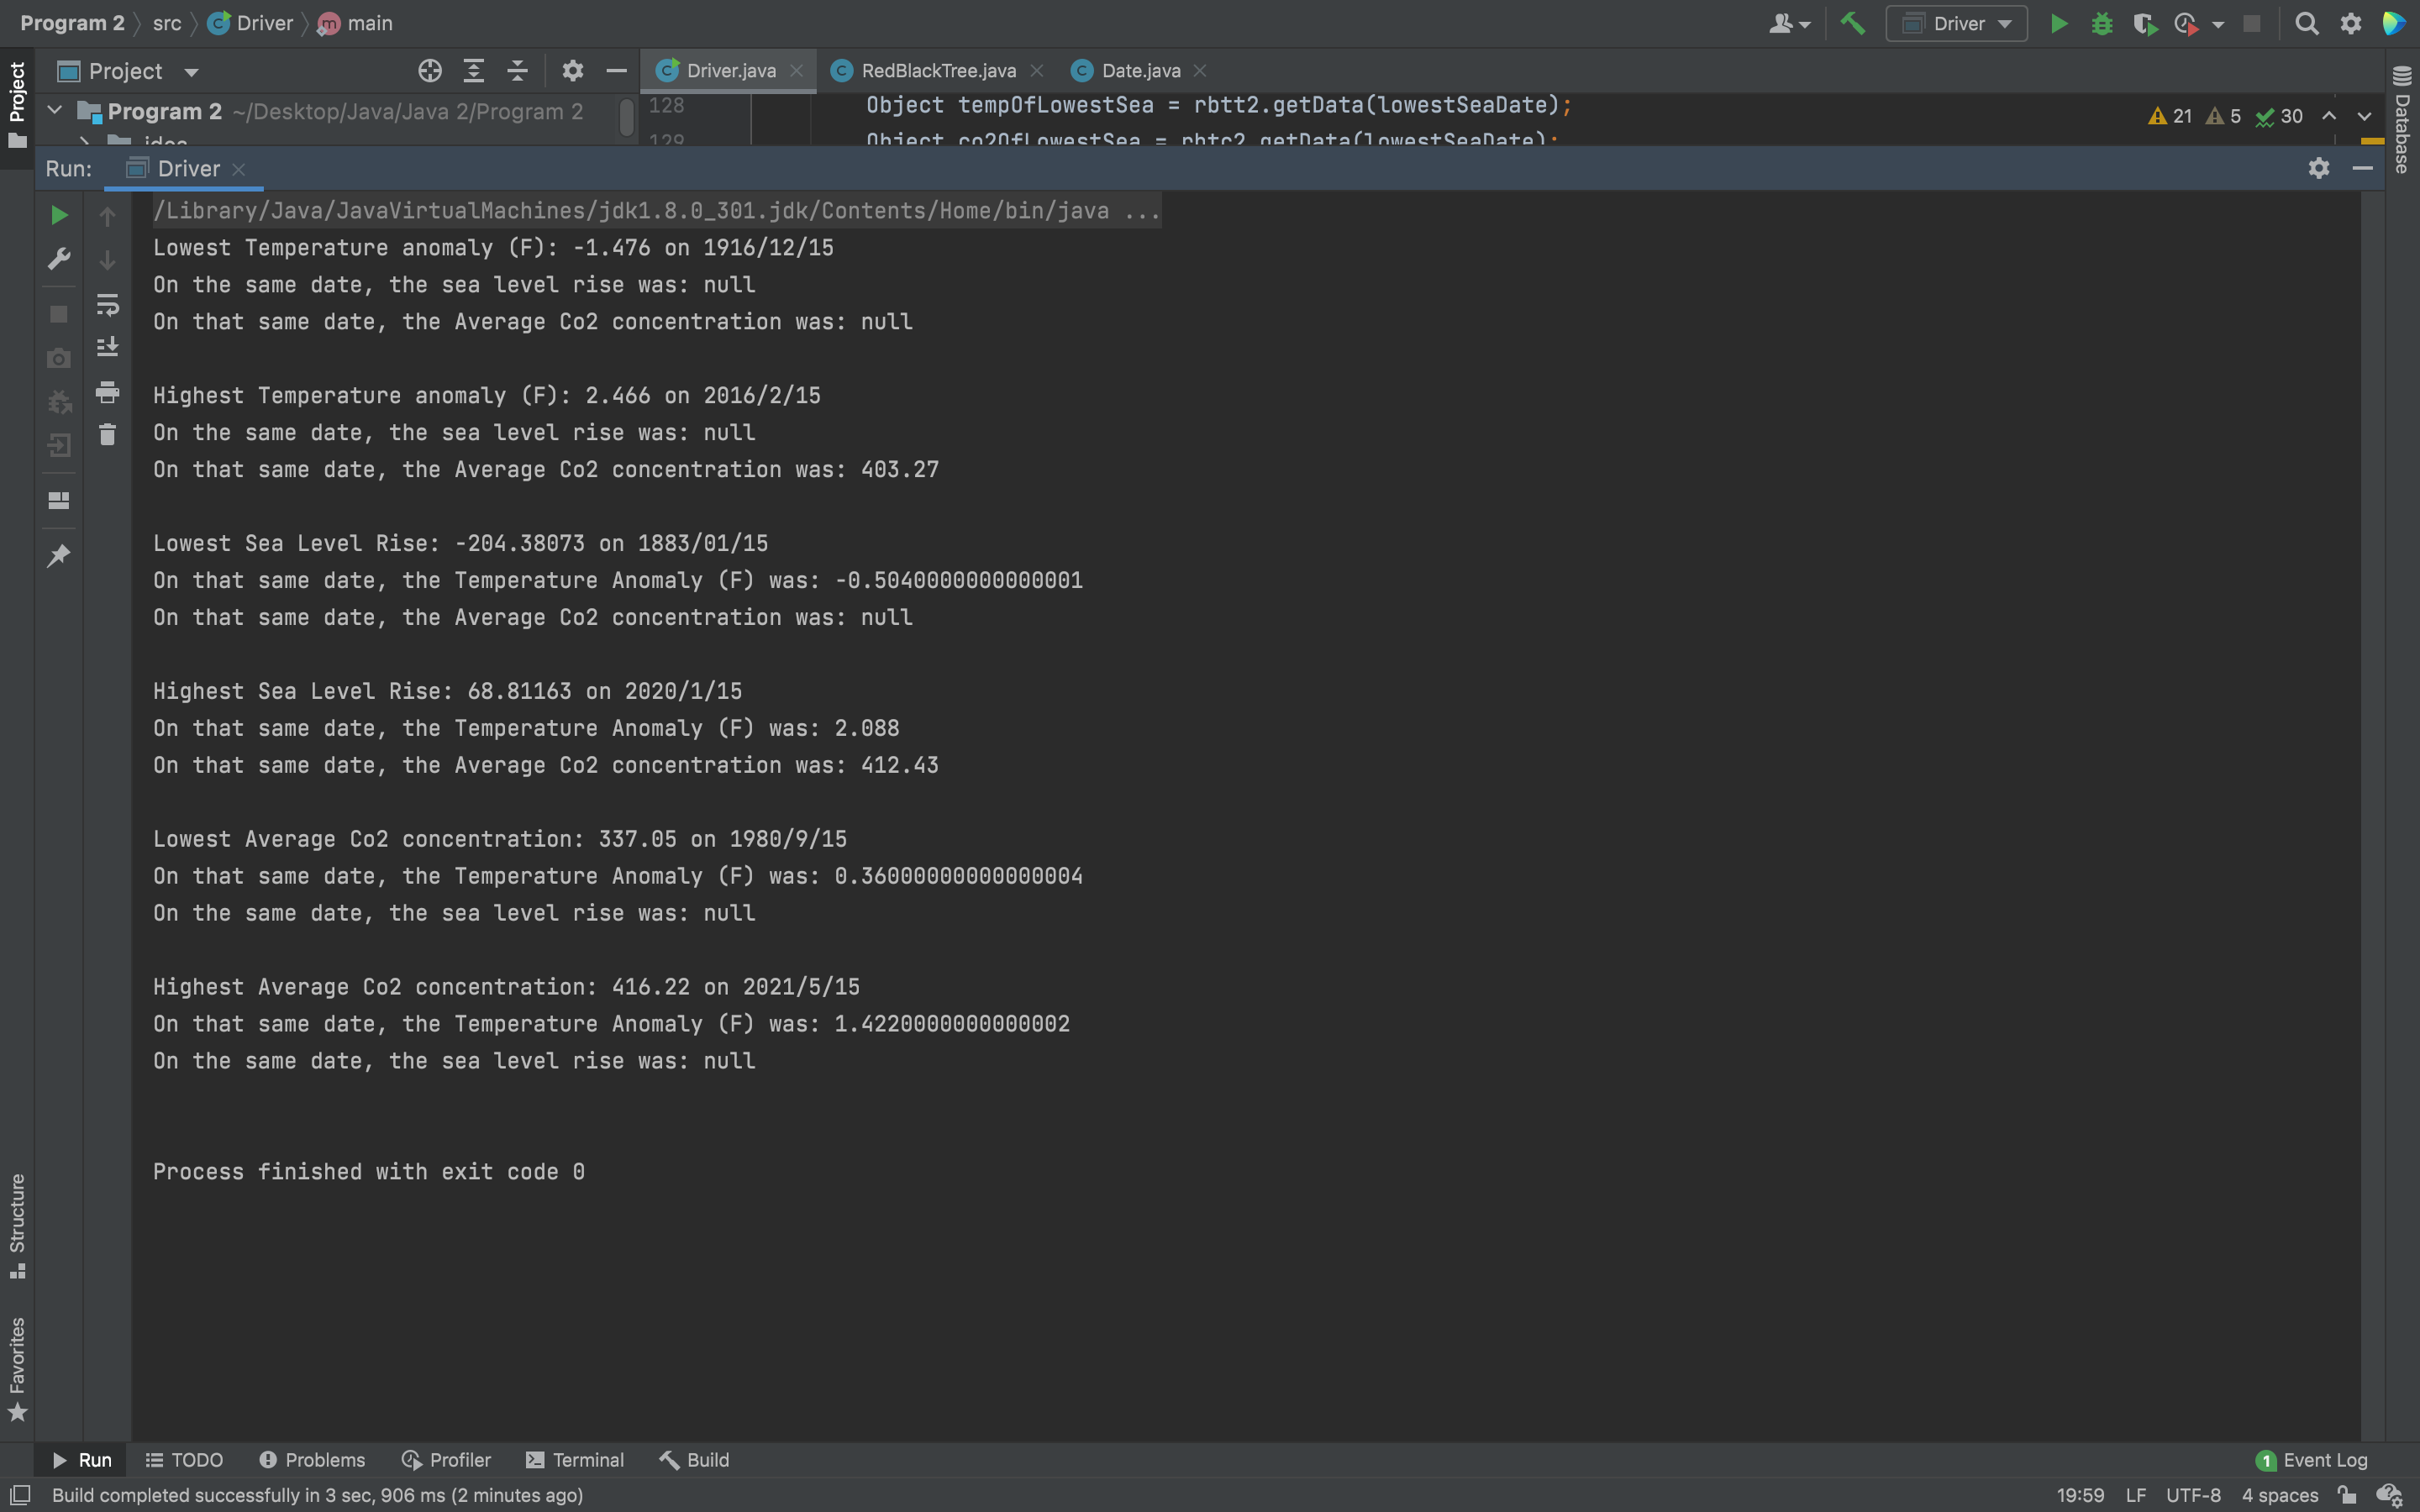 Program 2 src Driver main
Driver
Project
Project
Driver.java RedBlackTree.java Date.java
Database
Program 2 ~/Desktop/Java/Java 2/Program 2
128 Object tempOfLowestSea = rbtt2.getData(lowestSeaDate);
21 5 30
.idea
129 Object co2OfLowestSea = rbtc2.getData(lowestSeaDate);
Run: Driver
/Library/Java/JavaVirtualMachines/jdk1.8.0_301.jdk/Contents/Home/bin/java ...
Lowest Temperature anomaly (F): -1.476 on 1916/12/15
On the same date, the sea level rise was: null
On that same date, the Average Co2 concentration was: null
Highest Temperature anomaly (F): 2.466 on 2016/2/15
On the same date, the sea level rise was: null
On that same date, the Average Co2 concentration was: 403.27
Lowest Sea Level Rise: -204.38073 on 1883/01/15
On that same date, the Temperature Anomaly (F) was: -0.5040000000000001
On that same date, the Average Co2 concentration was: null
Highest Sea Level Rise: 68.81163 on 2020/1/15
On that same date, the Temperature Anomaly (F) was: 2.088
On that same date, the Average Co2 concentration was: 412.43
Lowest Average Co2 concentration: 337.05 on 1980/9/15
On that same date, the Temperature Anomaly (F) was: 0.36000000000000004
On the same date, the sea level rise was: null
Highest Average Co2 concentration: 416.22 on 2021/5/15
On that same date, the Temperature Anomaly (F) was: 1.4220000000000002
On the same date, the sea level rise was: null
Process finished with exit code 0
Structure
Favorites
Run TODO Problems Profiler Terminal Build
1 Event Log
Build completed successfully in 3 sec, 906 ms (2 minutes ago)
19:59 LF UTF-8 4 spaces